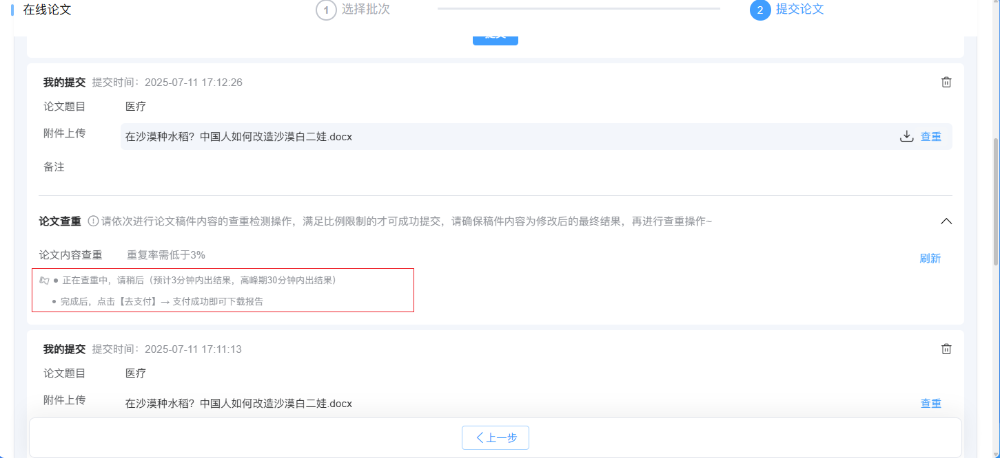 在线论文
1 选择批次
2 提交论文
提交
我的提交 提交时间：2025-07-11 17:12:26
论文题目 医疗
附件上传 在沙漠种水稻？中国人如何改造沙漠白二娃.docx 查重
备注
论文查重 请依次进行论文稿件内容的查重检测操作，满足比例限制的才可成功提交，请确保稿件内容为修改后的最终结果，再进行查重操作~
论文内容查重 重复率需低于3% 刷新
正在查重中，请稍后（预计3分钟内出结果，高峰期30分钟内出结果）
完成后，点击【去支付】→ 支付成功即可下载报告
我的提交 提交时间：2025-07-11 17:11:13
论文题目 医疗
附件上传 在沙漠种水稻？中国人如何改造沙漠白二娃.docx 查重
上一步